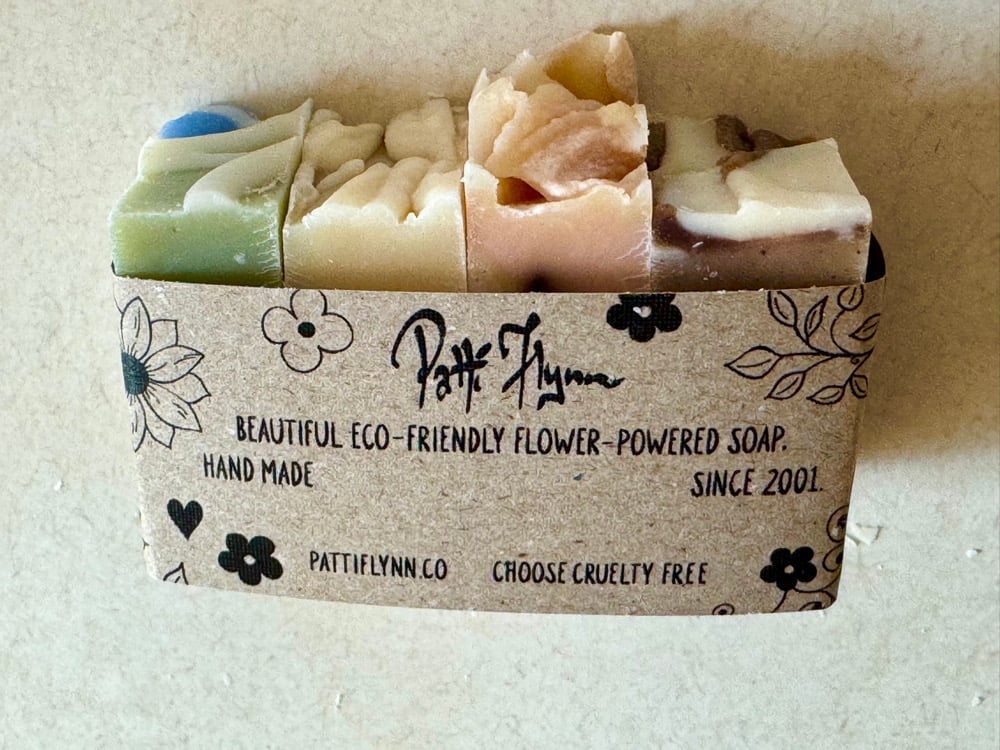 Patti Flynn
BEAUTIFUL ECO-FRIENDLY FLOWER-POWERED SOAP.
HAND MADE SINCE 2001.
PATTIFLYNN.CO CHOOSE CRUELTY FREE